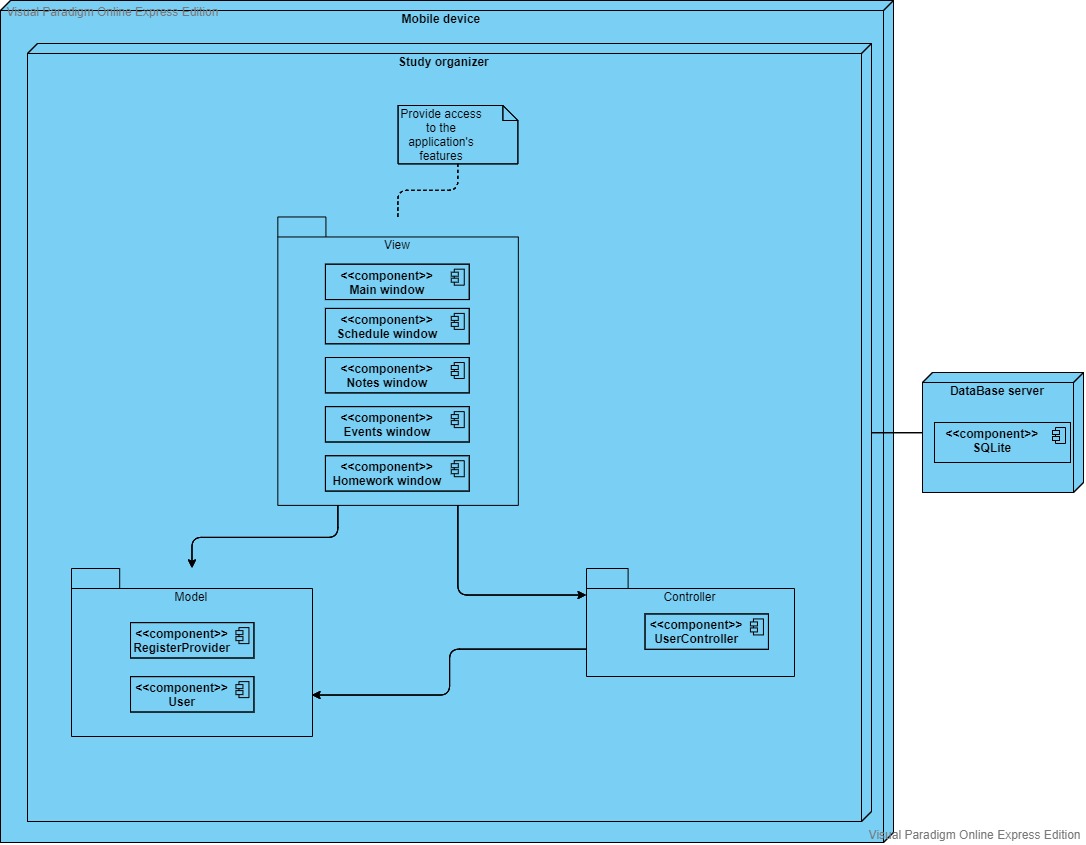 Visual Paradigm Online Express Edition
Mobile device
Study organizer
Provide access
to the
application's
features
View
<<component>>
Main window
<<component>>
Schedule window
<<component>>
Notes window
<<component>>
Events window
<<component>>
Homework window
DataBase server
<<component>>
SQLite
Model
<<component>>
RegisterProvider
<<component>>
User
Controller
<<component>>
UserController
Visual Paradigm Online Express Edition